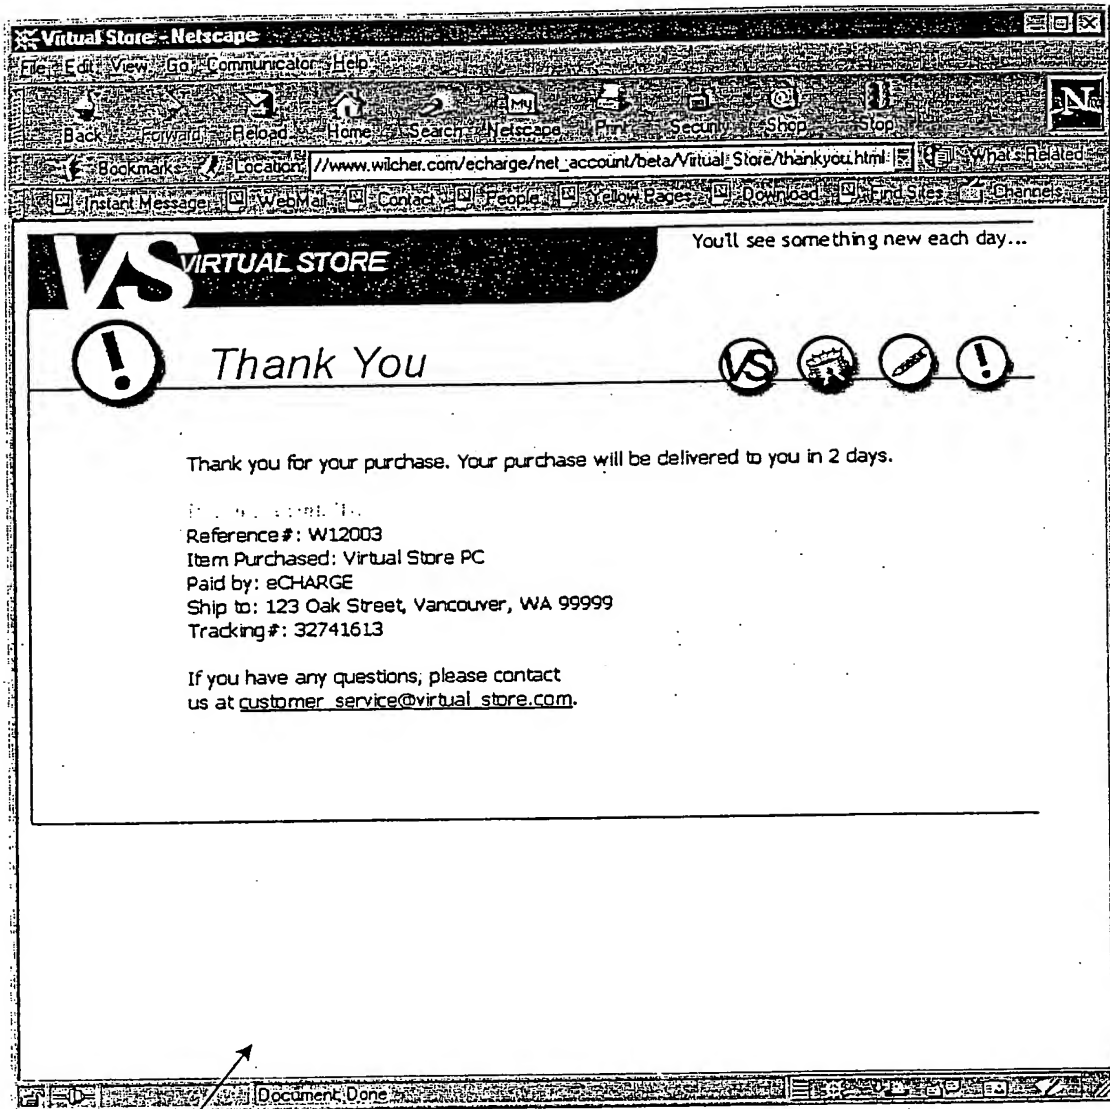 Virtual Store - Netscape
File Edit View Go Communicator Help
Back Forward Reload Home Search Netscape Print Security Shop Stop
My
N
Bookmarks Location: //www.wilcher.com/echarge/net_account/beta/Virtual_Store/thankyou.html What's Related
Instant Message WebMail Contact People Yellow Pages Download Find Sites Channels
VS VIRTUAL STORE
You'll see something new each day...
! Thank You
VS !
Thank you for your purchase. Your purchase will be delivered to you in 2 days.
Reference#: W12003
Item Purchased: Virtual Store PC
Paid by: eCHARGE
Ship to: 123 Oak Street, Vancouver, WA 99999
Tracking#: 32741613
If you have any questions, please contact
us at customer_service@virtual_store.com.
Document: Done